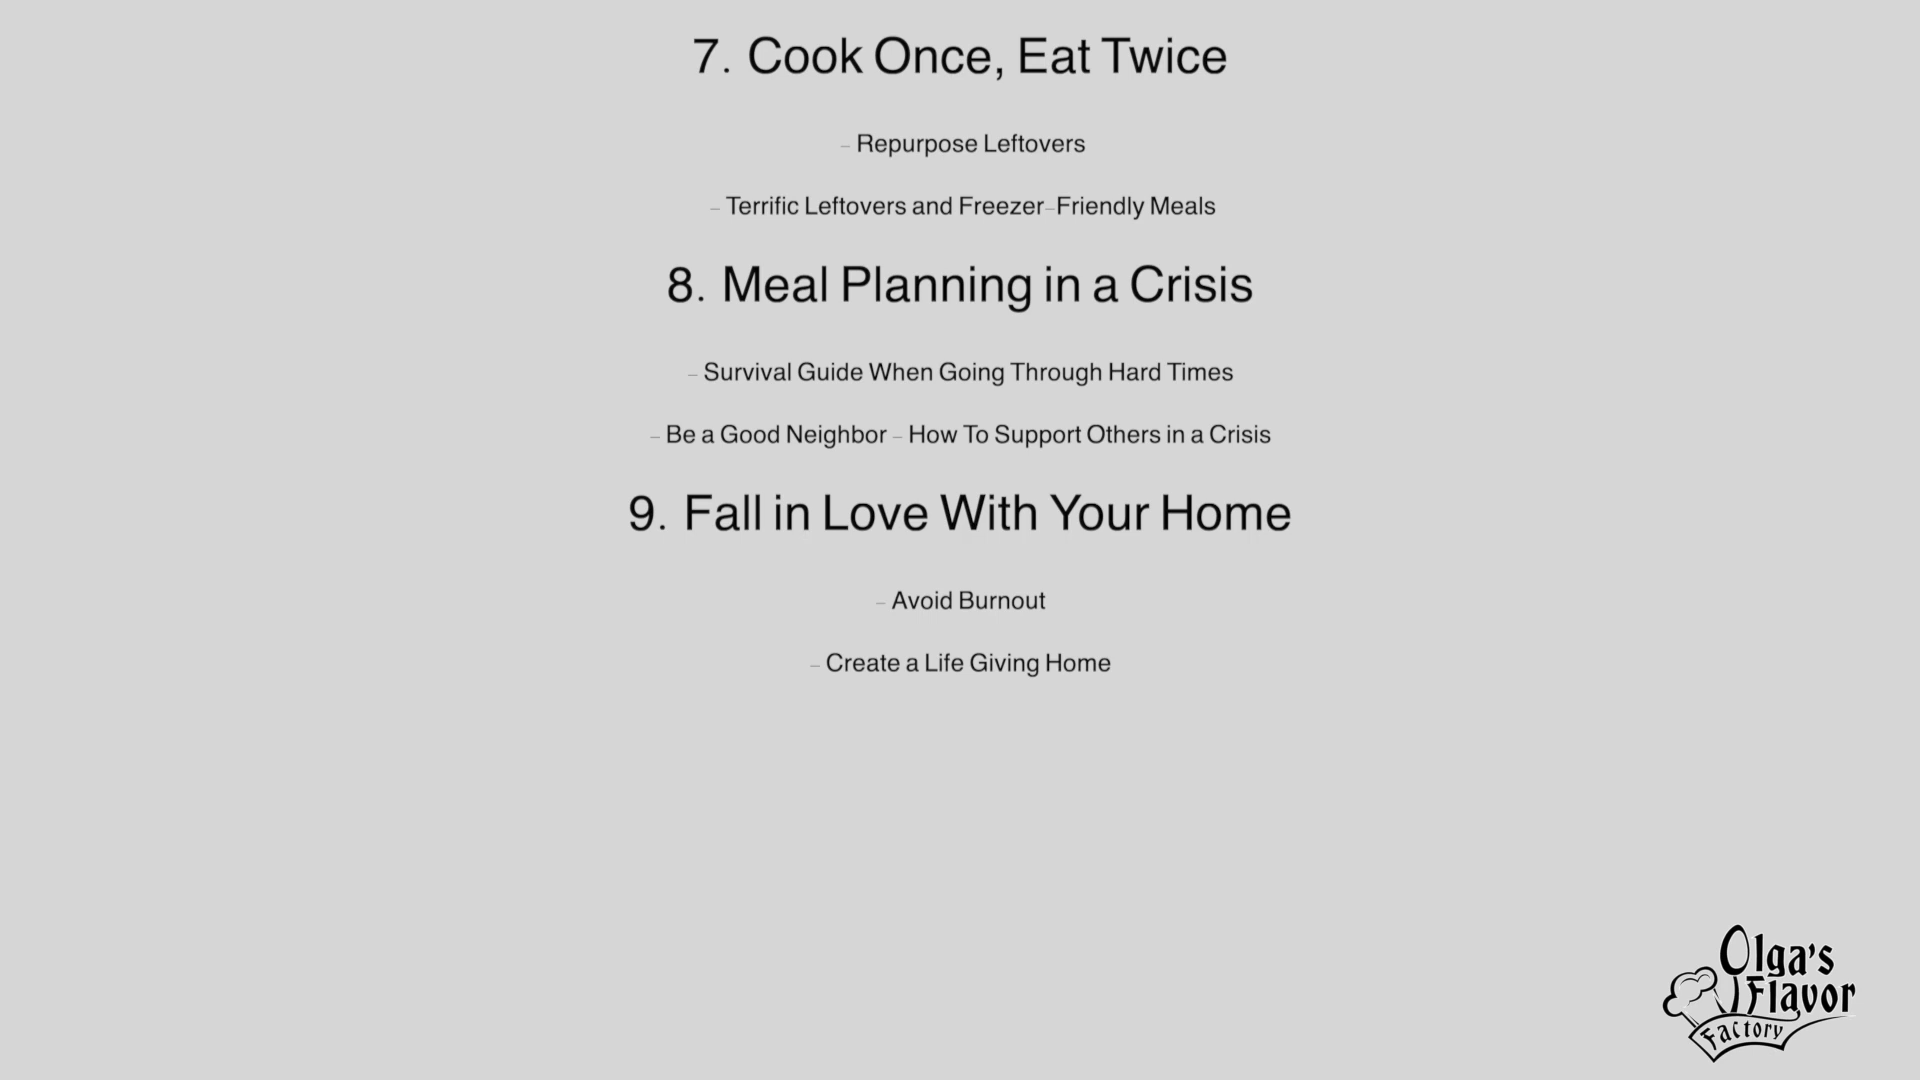 7. Cook Once, Eat Twice
– Repurpose Leftovers
– Terrific Leftovers and Freezer–Friendly Meals
8. Meal Planning in a Crisis
– Survival Guide When Going Through Hard Times
– Be a Good Neighbor – How To Support Others in a Crisis
9. Fall in Love With Your Home
– Avoid Burnout
– Create a Life Giving Home
Olga's
Flavor
Factory